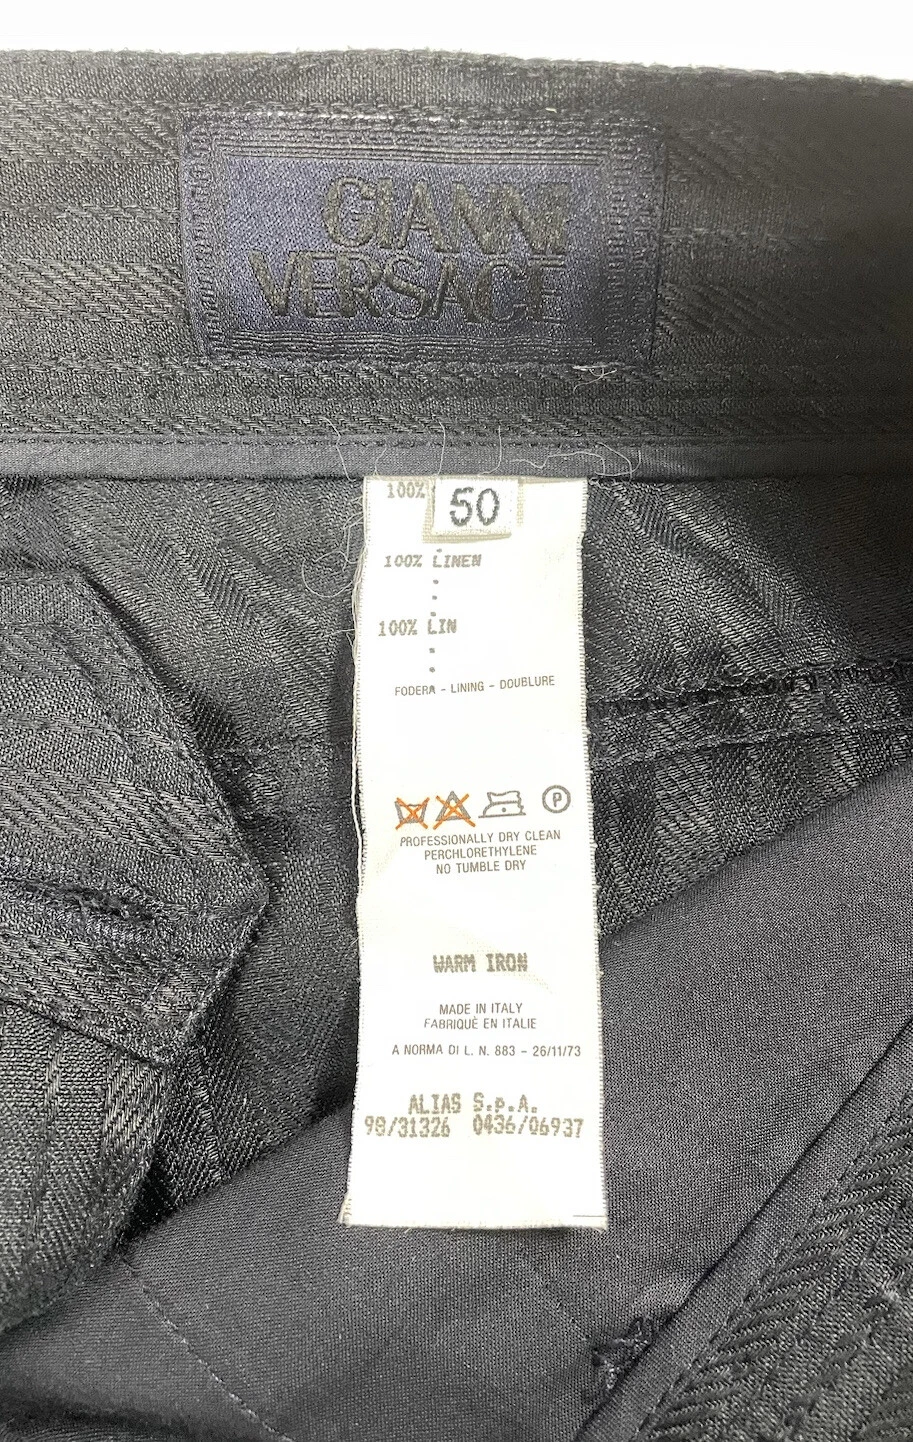 GIANNI
VERSACE
100%
50
100% LINEN
100% LIN
FODERA - LINING - DOUBLURE
P
PROFESSIONALLY DRY CLEAN
PERCHLORETHYLENE
NO TUMBLE DRY
WARM IRON
MADE IN ITALY
FABRIQUÈ EN ITALIE
A NORMA DI L. N. 883 - 26/11/73
ALIAS S.p.A.
98/31326 0436/06937